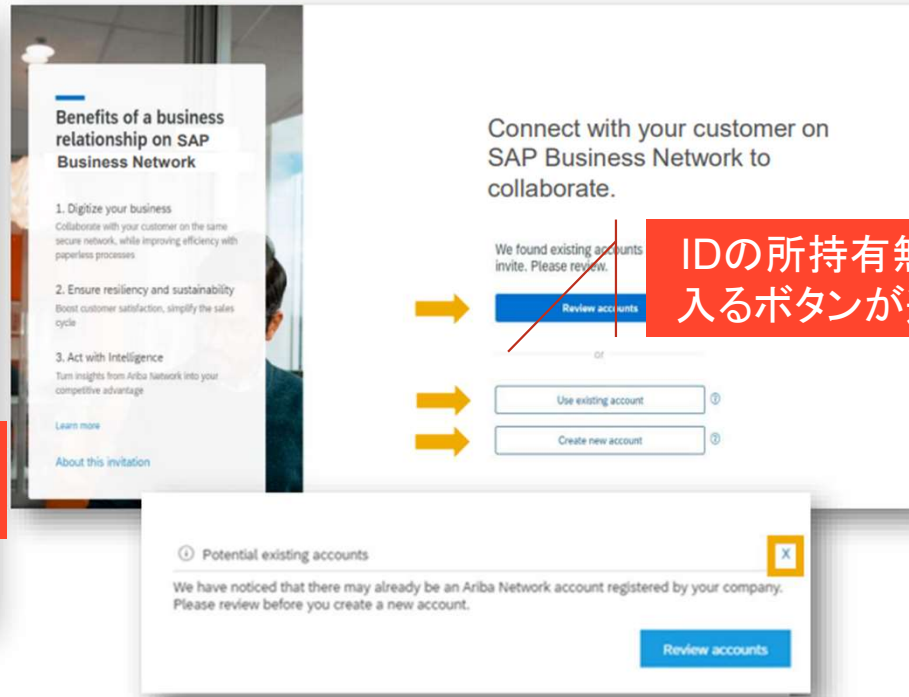 Benefits of a business
relationship on SAP
Business Network
1. Digitize your business
Collaborate with your customer on the same
secure network, while improving efficiency with
paperless processes
2. Ensure resiliency and sustainability
Boost customer satisfaction, simplify the sales
cycle
3. Act with Intelligence
Turn insights from Ariba Network into your
competitive advantage
Learn more
About this invitation
Connect with your customer on
SAP Business Network to
collaborate.
We found existing accounts
invite. Please review.
Review accounts
or
Use existing account
Create new account
IDの所持有無
入るボタンが
Potential existing accounts
X
We have noticed that there may already be an Ariba Network account registered by your company.
Please review before you create a new account.
Review accounts